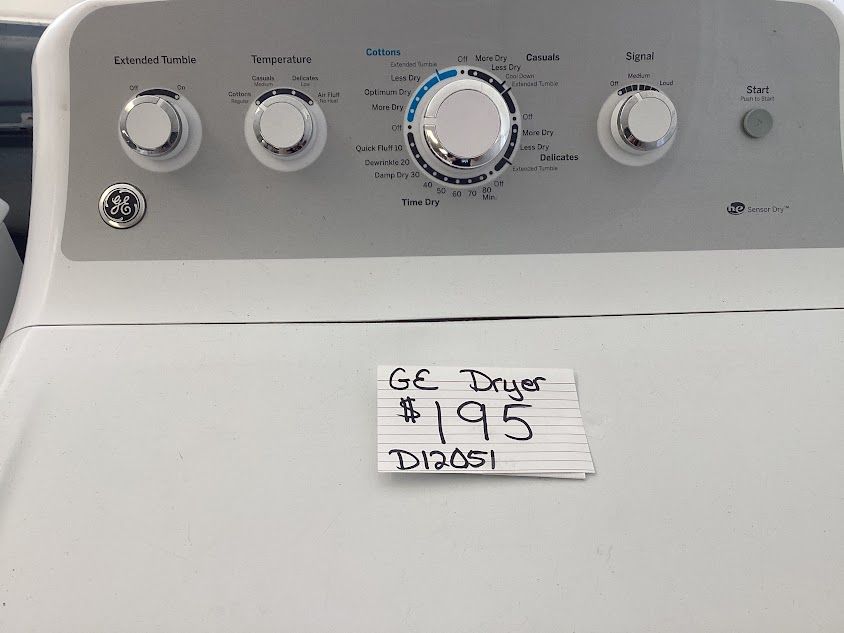 Extended Tumble
Off
On
Temperature
Casuals
Medium
Delicates
Low
Cottons
Regular
Air Fluff
No Heat
Cottons
Extended Tumble
Less Dry
Optimum Dry
More Dry
Off
Quick Fluff 10
Dewrinkle 20
Damp Dry 30
40
50
60
70
80
Min.
Time Dry
Off
More Dry
Less Dry
Casuals
Cool Down
Extended Tumble
Off
More Dry
Less Dry
Delicates
Extended Tumble
Off
Signal
Off
Medium
Loud
Start
Push to Start
GE
he Sensor Dry™
GE Dryer
$195
D12051